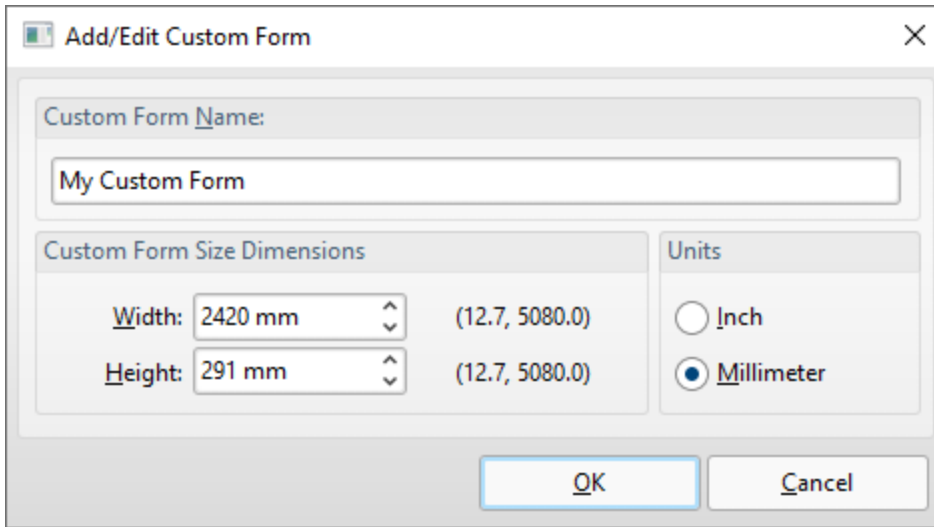 Add/Edit Custom Form
Custom Form Name:
My Custom Form
Custom Form Size Dimensions
Units
Width: 2420 mm (12.7, 5080.0)
Inch
Height: 291 mm (12.7, 5080.0)
Millimeter
OK
Cancel